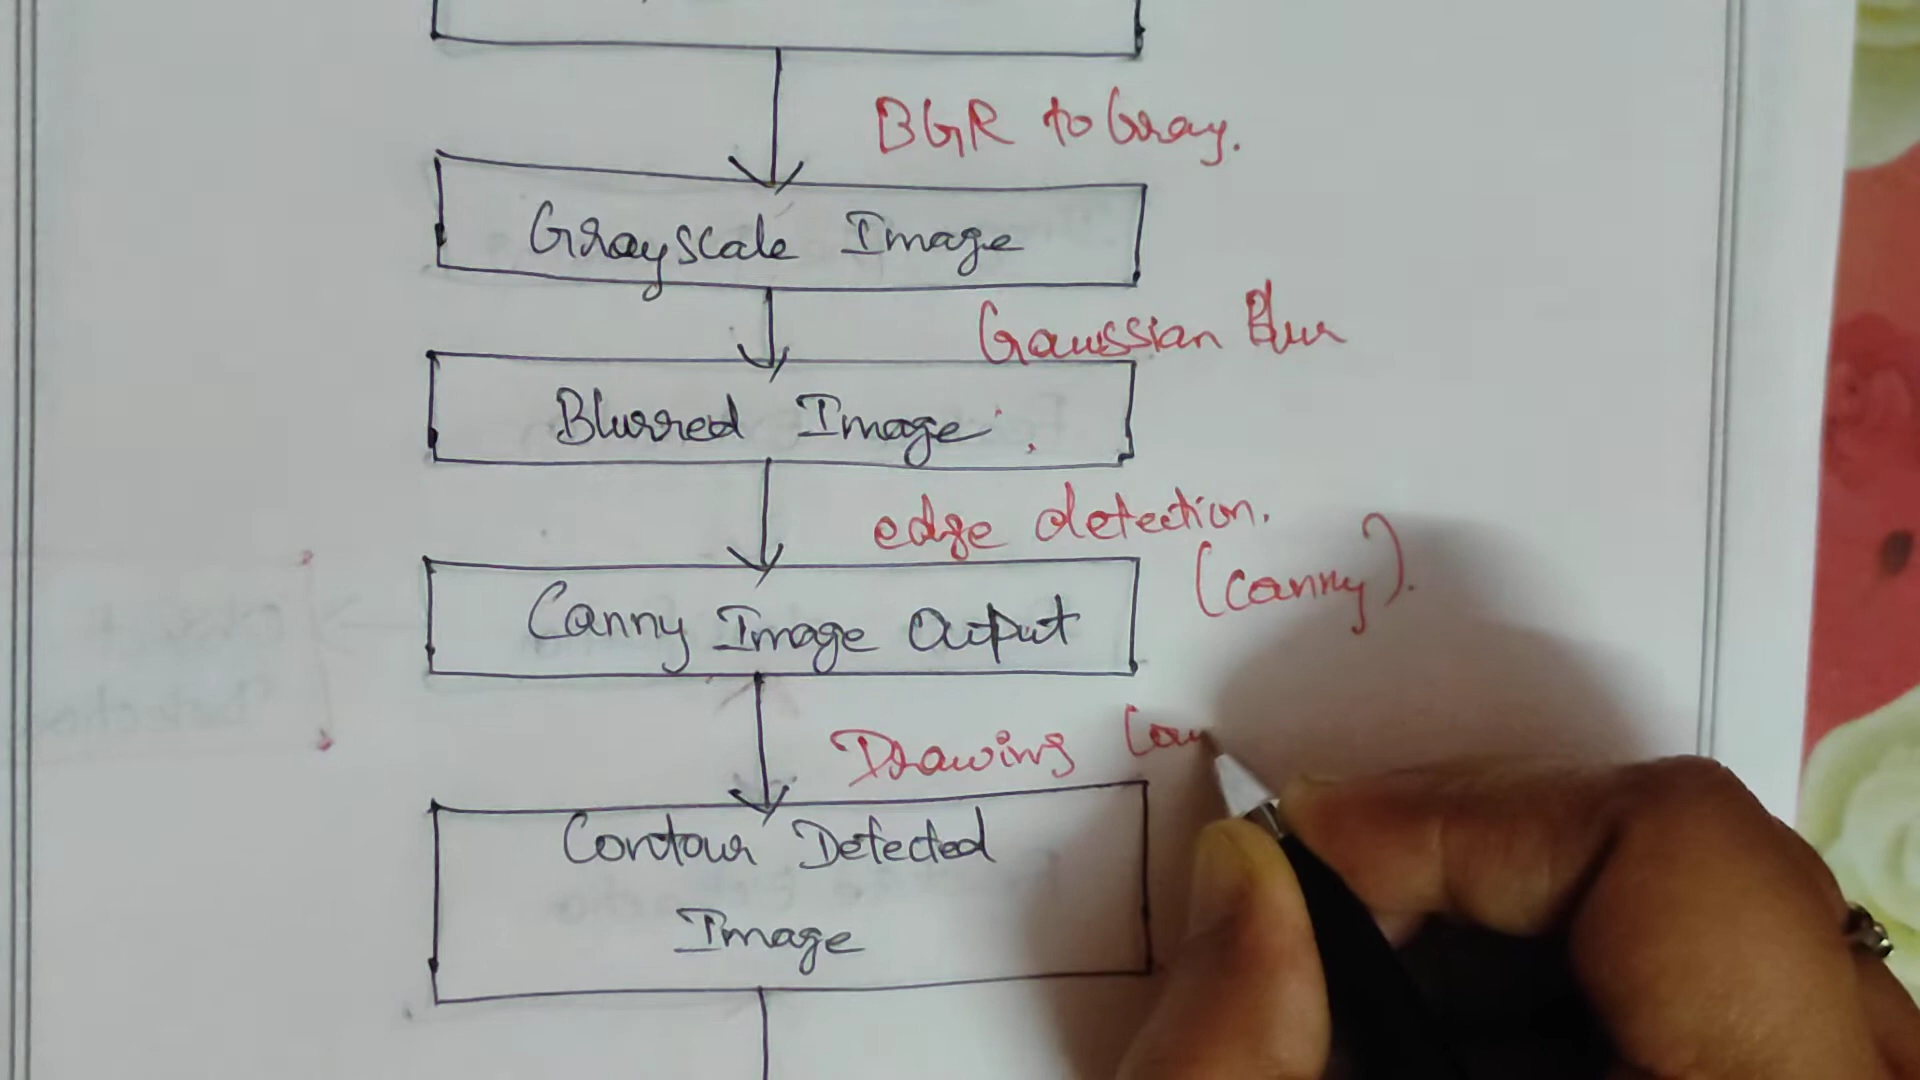 BGR to Gray.
Grayscale Image
Gaussian Blur
Blurred Image
edge detection.
(canny).
Canny Image Output
Drawing Cou
Contour Detected
Image